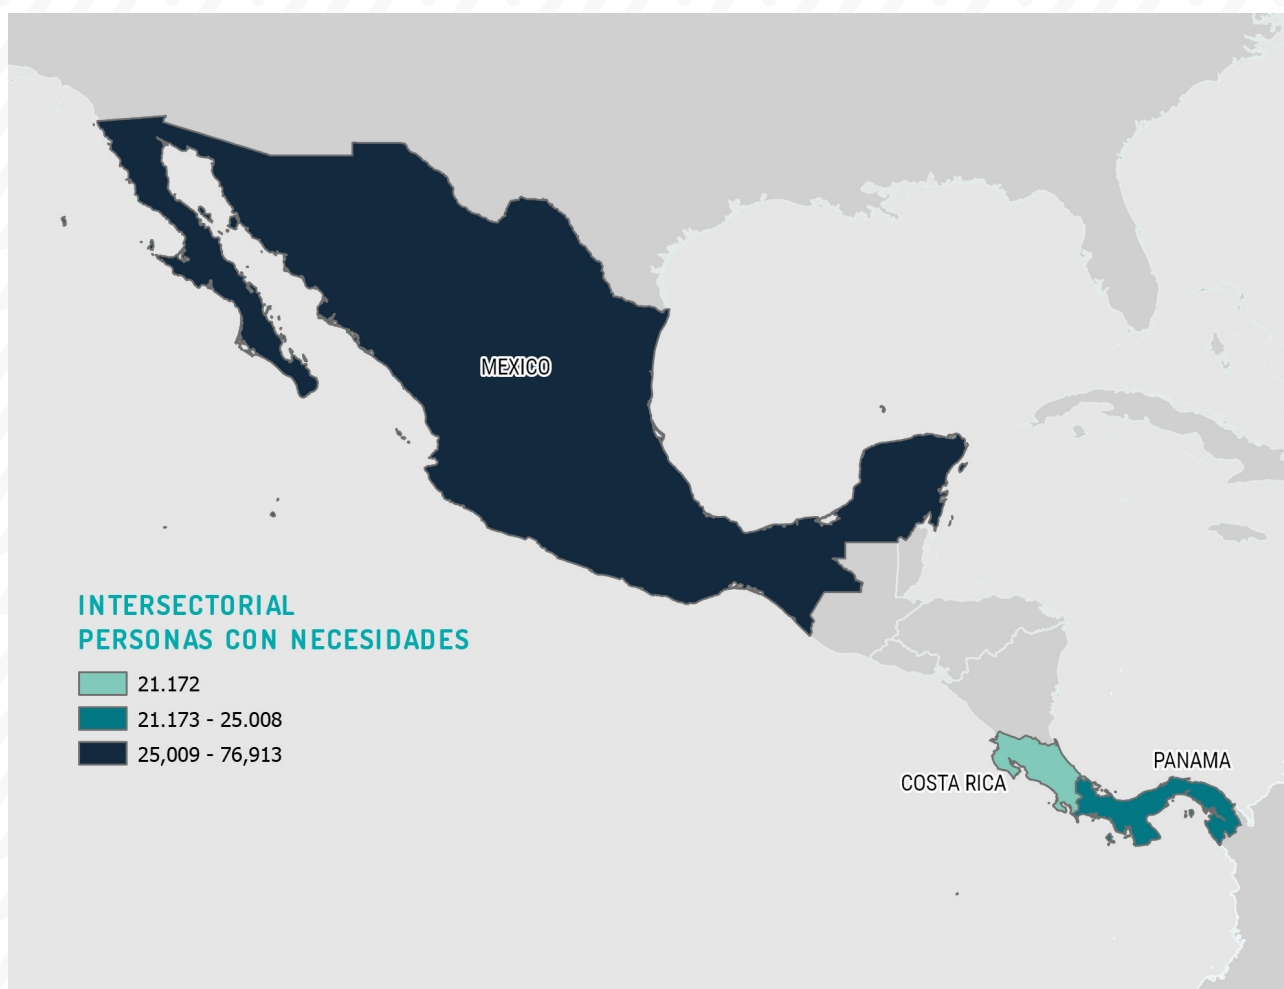 MEXICO
INTERSECTORIAL
PERSONAS CON NECESIDADES
21.172
21.173 - 25.008
25,009 - 76,913
PANAMA
COSTA RICA